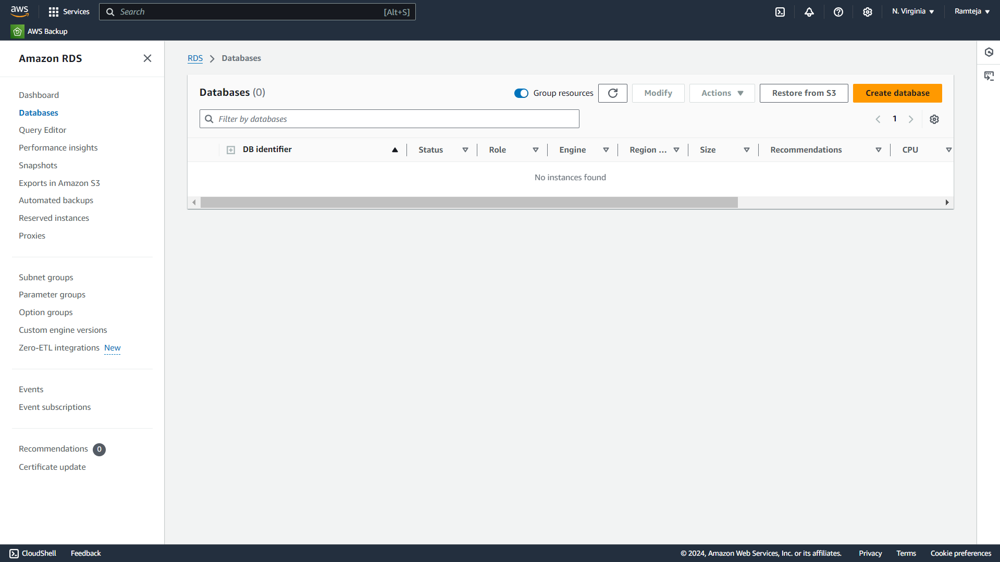 aws
Services
Search
[Alt+S]
N. Virginia
Ramteja
AWS Backup
Amazon RDS
Dashboard
Databases
Query Editor
Performance insights
Snapshots
Exports in Amazon S3
Automated backups
Reserved instances
Proxies
Subnet groups
Parameter groups
Option groups
Custom engine versions
Zero-ETL integrations New
Events
Event subscriptions
Recommendations 0
Certificate update
RDS
Databases
Databases (0)
Group resources
Modify
Actions
Restore from S3
Create database
Filter by databases
1
DB identifier
Status
Role
Engine
Region ...
Size
Recommendations
CPU
No instances found
CloudShell
Feedback
© 2024, Amazon Web Services, Inc. or its affiliates.
Privacy
Terms
Cookie preferences